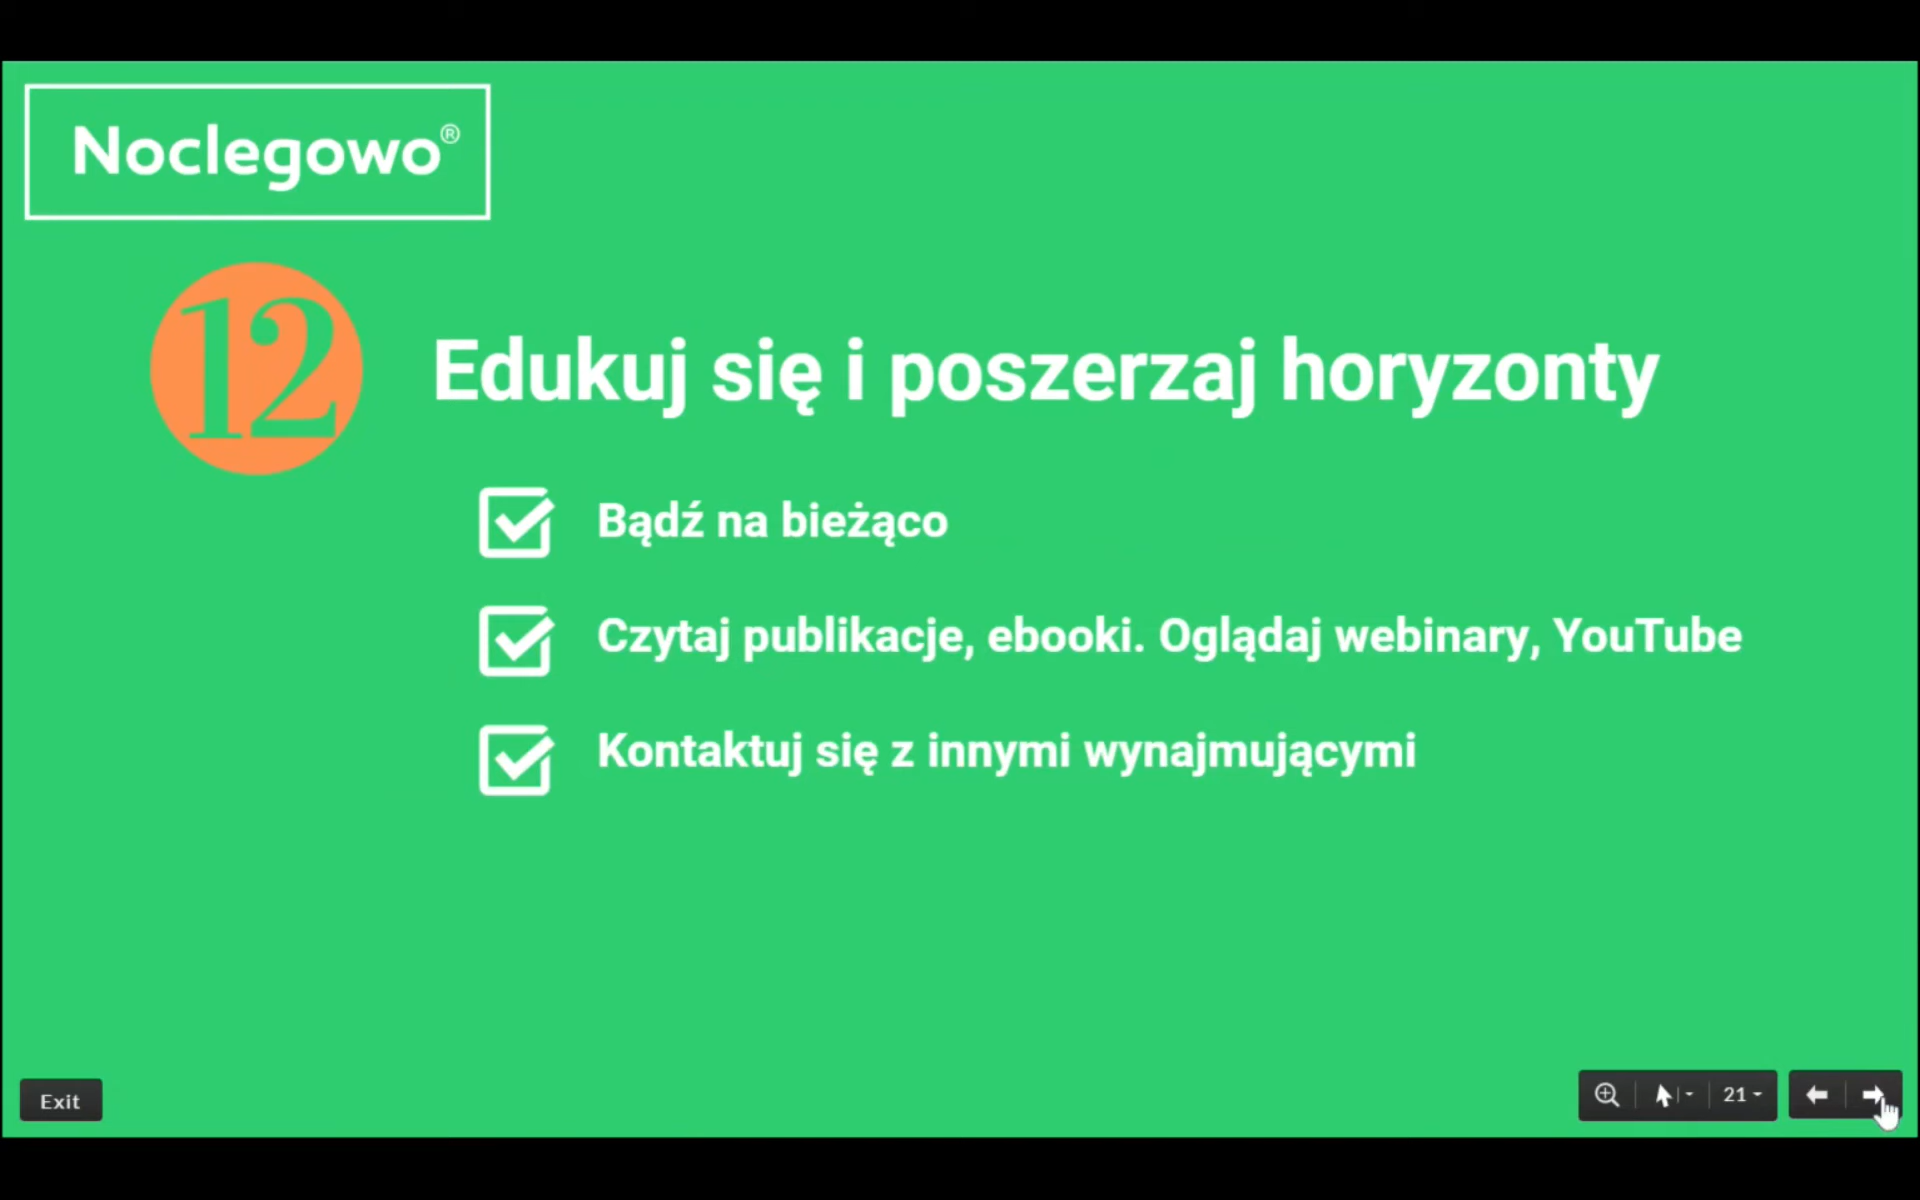 Noclegowo®
12
Edukuj się i poszerzaj horyzonty
Bądź na bieżąco
Czytaj publikacje, ebooki. Oglądaj webinary, YouTube
Kontaktuj się z innymi wynajmującymi
Exit
21